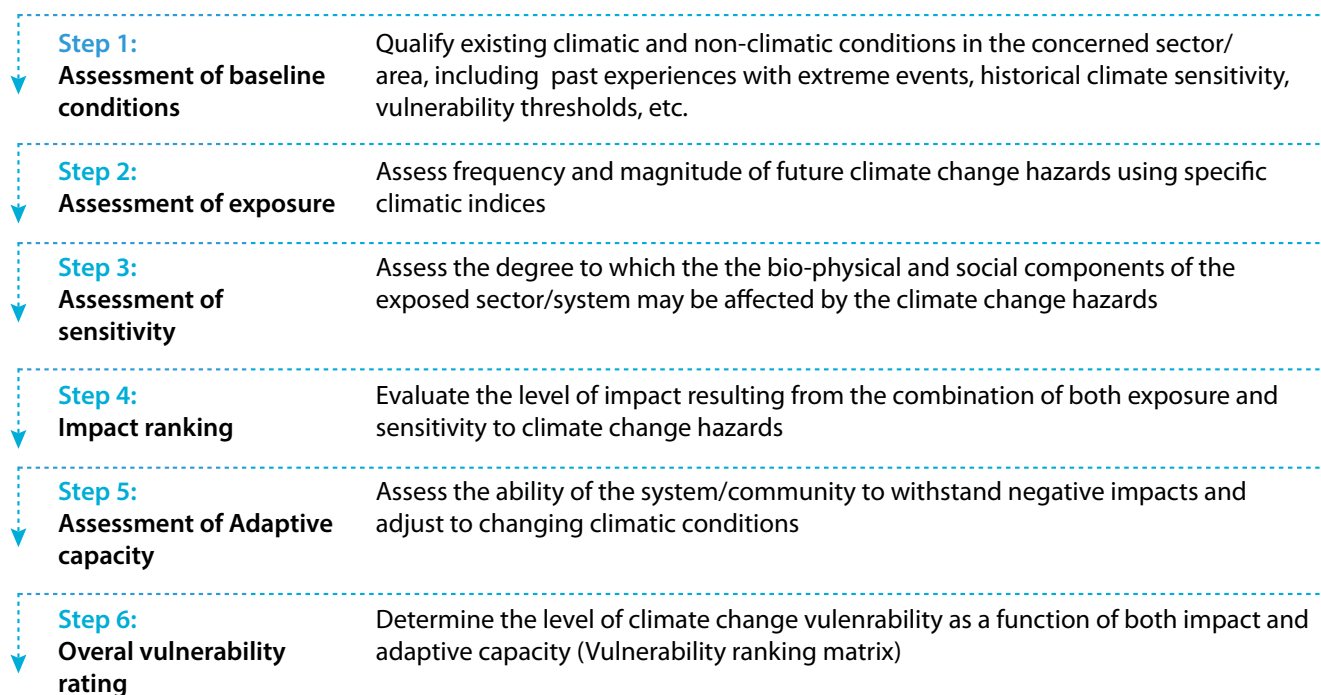 Step 1:
Assessment of baseline
conditions
Qualify existing climatic and non-climatic conditions in the concerned sector/
area, including  past experiences with extreme events, historical climate sensitivity,
vulnerability thresholds, etc.
Step 2:
Assessment of exposure
Assess frequency and magnitude of future climate change hazards using specific
climatic indices
Step 3:
Assessment of
sensitivity
Assess the degree to which the the bio-physical and social components of the
exposed sector/system may be affected by the climate change hazards
Step 4:
Impact ranking
Evaluate the level of impact resulting from the combination of both exposure and
sensitivity to climate change hazards
Step 5:
Assessment of Adaptive
capacity
Assess the ability of the system/community to withstand negative impacts and
adjust to changing climatic conditions
Step 6:
Overal vulnerability
rating
Determine the level of climate change vulenrability as a function of both impact and
adaptive capacity (Vulnerability ranking matrix)